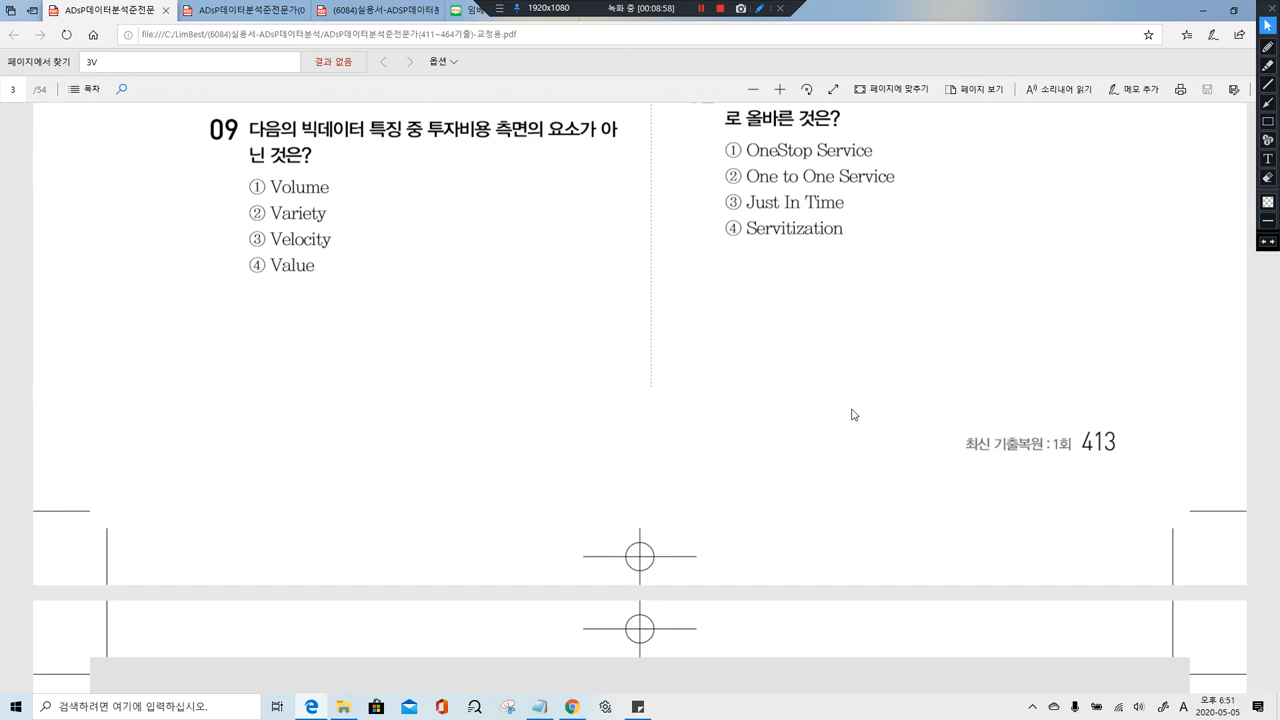 ADsP데이터분석준전문
ADsP데이터분석전문가(0
(6084)실용서-ADsP데이터분
1920x1080
녹화 중 [00:08:58]
file:///C:/LimBest/(6084)실용서-ADsP데이터분석/ADsP데이터분석준전문가(411~464기출)-교정용.pdf
페이지에서 찾기
3V
결과 없음
옵션
3 /54
목차
페이지에 맞추기
페이지 보기
소리내어 읽기
메모 추가
09 다음의 빅데이터 특징 중 투자비용 측면의 요소가 아
닌 것은?
① Volume
② Variety
③ Velocity
④ Value
로 올바른 것은?
① OneStop Service
② One to One Service
③ Just In Time
④ Servitization
최신 기출복원 : 1회 413
검색하려면 여기에 입력하십시오.
A
오후 6:51
2020-05-05